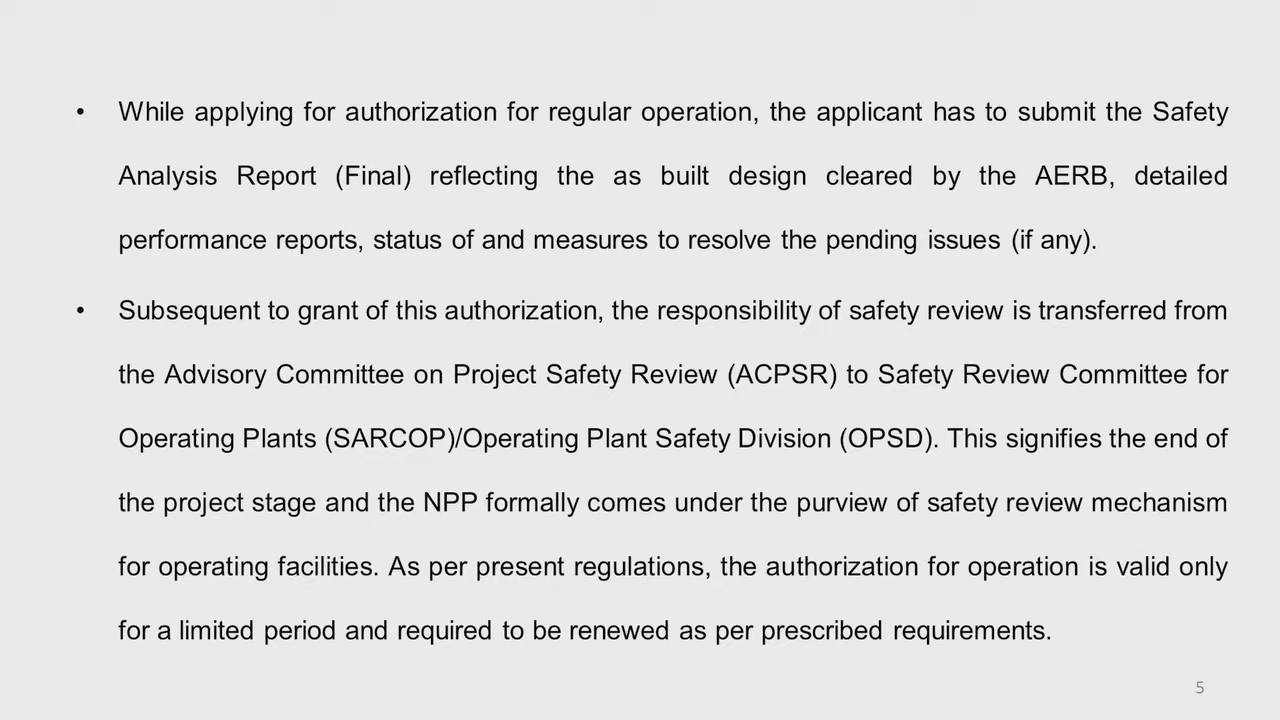 • While applying for authorization for regular operation, the applicant has to submit the Safety
Analysis Report (Final) reflecting the as built design cleared by the AERB, detailed
performance reports, status of and measures to resolve the pending issues (if any).
• Subsequent to grant of this authorization, the responsibility of safety review is transferred from
the Advisory Committee on Project Safety Review (ACPSR) to Safety Review Committee for
Operating Plants (SARCOP)/Operating Plant Safety Division (OPSD). This signifies the end of
the project stage and the NPP formally comes under the purview of safety review mechanism
for operating facilities. As per present regulations, the authorization for operation is valid only
for a limited period and required to be renewed as per prescribed requirements.
5